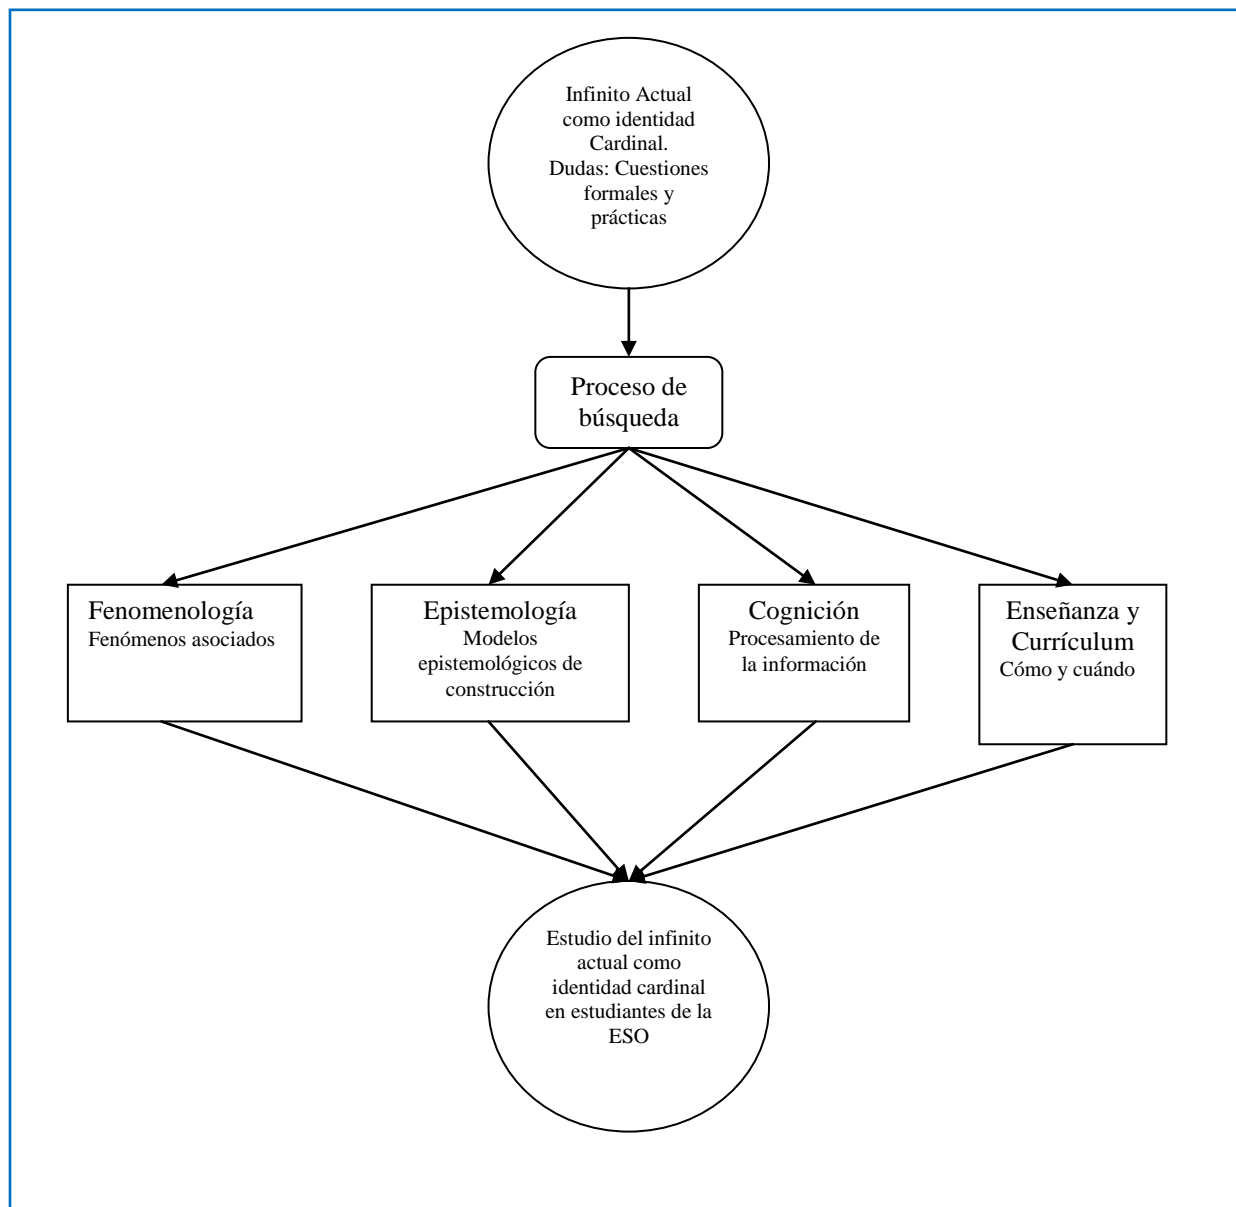 Infinito Actual
como identidad
Cardinal.
Dudas: Cuestiones
formales y
prácticas
Proceso de
búsqueda
Fenomenología
Fenómenos asociados
Epistemología
Modelos
epistemológicos de
construcción
Cognición
Procesamiento de
la información
Enseñanza y
Currículum
Cómo y cuándo
Estudio del infinito
actual como
identidad cardinal
en estudiantes de la
ESO